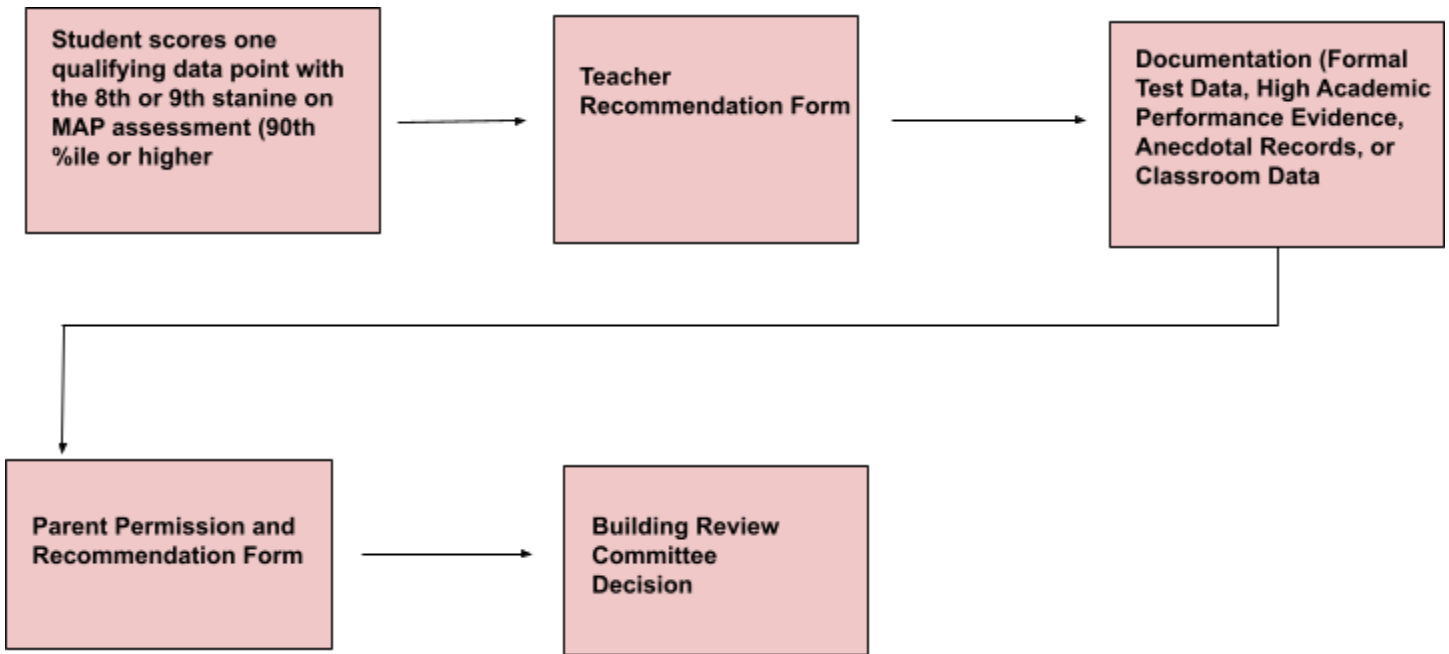 Student scores one
qualifying data point with
the 8th or 9th stanine on
MAP assessment (90th
%ile or higher
Teacher
Recommendation Form
Documentation (Formal
Test Data, High Academic
Performance Evidence,
Anecdotal Records, or
Classroom Data
Parent Permission and
Recommendation Form
Building Review
Committee
Decision